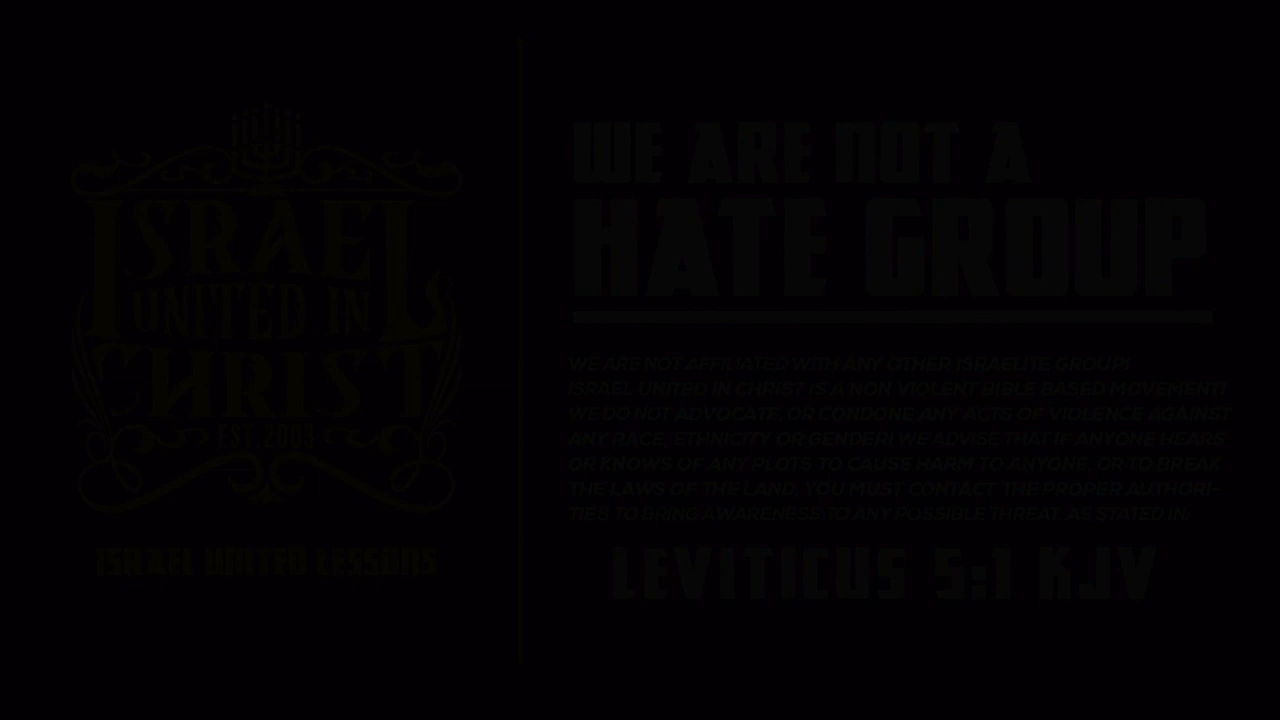 ISRAEL
UNITED IN
CHRIST
EST. 2003
ISRAEL UNITED LESSONS
WE ARE NOT A
HATE GROUP
WE ARE NOT AFFILIATED WITH ANY OTHER ISRAELITE GROUP!
ISRAEL UNITED IN CHRIST IS A NON VIOLENT BIBLE BASED MOVEMENT!
WE DO NOT ADVOCATE, OR CONDONE ANY ACTS OF VIOLENCE AGAINST
ANY RACE, ETHNICITY OR GENDER! WE ADVISE THAT IF ANYONE HEARS
OR KNOWS OF ANY PLOTS TO CAUSE HARM TO ANYONE, OR TO BREAK
THE LAWS OF THE LAND, YOU MUST CONTACT THE PROPER AUTHORI-
TIES TO BRING AWARENESS TO ANY POSSIBLE THREAT. AS STATED IN:
LEVITICUS 5:1 KJV